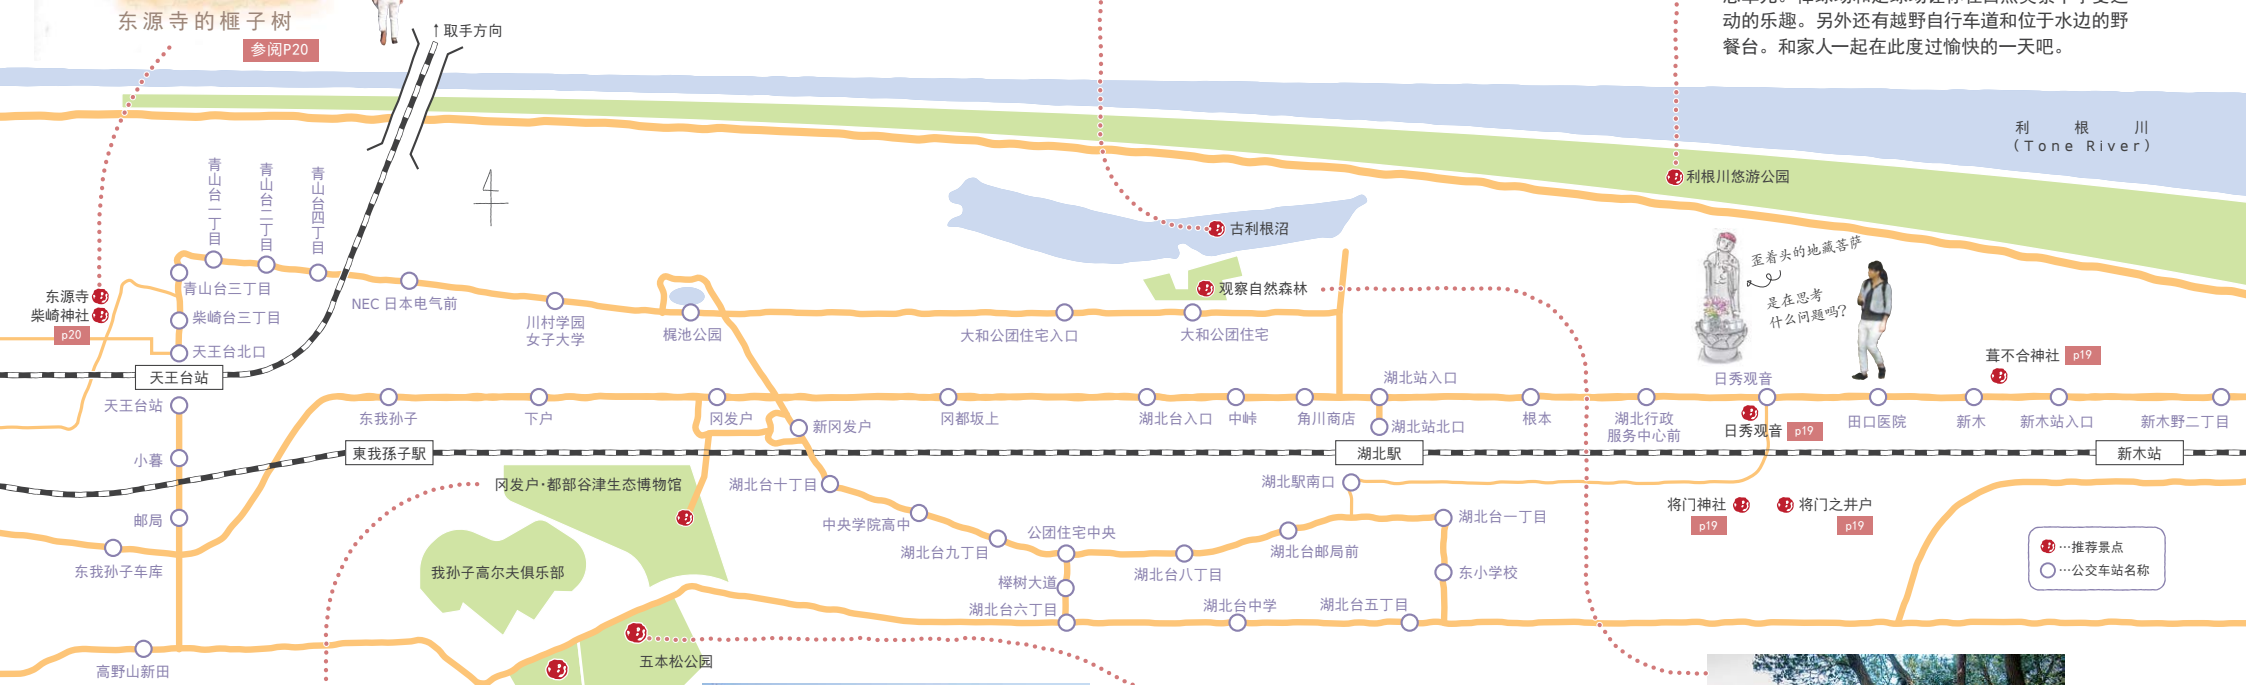 东源寺的榧子树
参阅P20
↑取手方向
动的乐趣。另外还有越野自行车道和位于水边的野
餐台。和家人一起在此度过愉快的一天吧。
利根川
(Tone River)
利根川悠游公园
古利根沼
观察自然森林
青山台一丁目
青山台二丁目
青山台四丁目
青山台三丁目
柴崎台三丁目
天王台北口
天王台站
天王台站
东源寺
柴崎神社
p20
NEC 日本电气前
川村学园
女子大学
梶池公园
大和公团住宅入口
大和公团住宅
歪着头的地藏菩萨
是在思考
什么问题吗?
葺不合神社 p19
东我孙子
下户
冈发户
新冈发户
冈都坂上
湖北台入口
中峠
角川商店
湖北站入口
湖北站北口
根本
湖北行政
服务中心前
日秀观音
日秀观音 p19
田口医院
新木
新木站入口
新木野二丁目
東我孫子駅
湖北駅
新木站
小暮
邮局
东我孙子车库
高野山新田
冈发户·都部谷津生态博物馆
我孙子高尔夫俱乐部
五本松公园
湖北台十丁目
中央学院高中
湖北台九丁目
公团住宅中央
榉树大道
湖北台六丁目
湖北台八丁目
湖北台邮局前
湖北駅南口
湖北台一丁目
东小学校
湖北台中学
湖北台五丁目
将门神社
p19
将门之井户
p19
…推荐景点
…公交车站名称